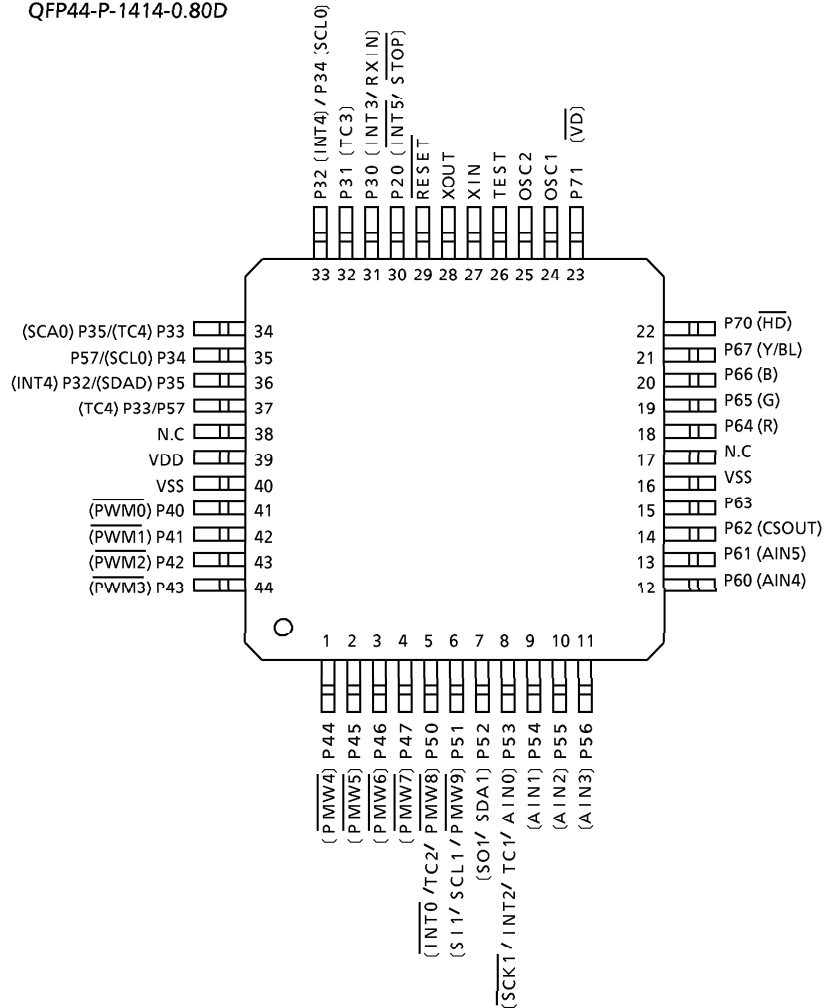 QFP44-P-1414-0.80D
P32 (INT4) / P34 (SCL0)
P31 (TC3)
P30 (INT3/ RXIN)
P20 (INT5/ STOP)
RESET
XOUT
XIN
TEST
OSC2
OSC1
P71 (VD)
33 32 31 30 29 28 27 26 25 24 23
(SCA0) P35/(TC4) P33 34
P57/(SCL0) P34 35
(INT4) P32/(SDAD) P35 36
(TC4) P33/P57 37
N.C 38
VDD 39
VSS 40
(PWM0) P40 41
(PWM1) P41 42
(PWM2) P42 43
(PWM3) P43 44
22 P70 (HD)
21 P67 (Y/BL)
20 P66 (B)
19 P65 (G)
18 P64 (R)
17 N.C
16 VSS
15 P63
14 P62 (CSOUT)
13 P61 (AIN5)
12 P60 (AIN4)
1 2 3 4 5 6 7 8 9 10 11
(PMW4) P44
(PMW5) P45
(PMW6) P46
(PMW7) P47
(INT0 /TC2/ PMW8) P50
(SI1/ SCL1/ PMW9) P51
(SO1/ SDA1) P52
(SCK1/ INT2/ TC1/ AIN0) P53
(AIN1) P54
(AIN2) P55
(AIN3) P56